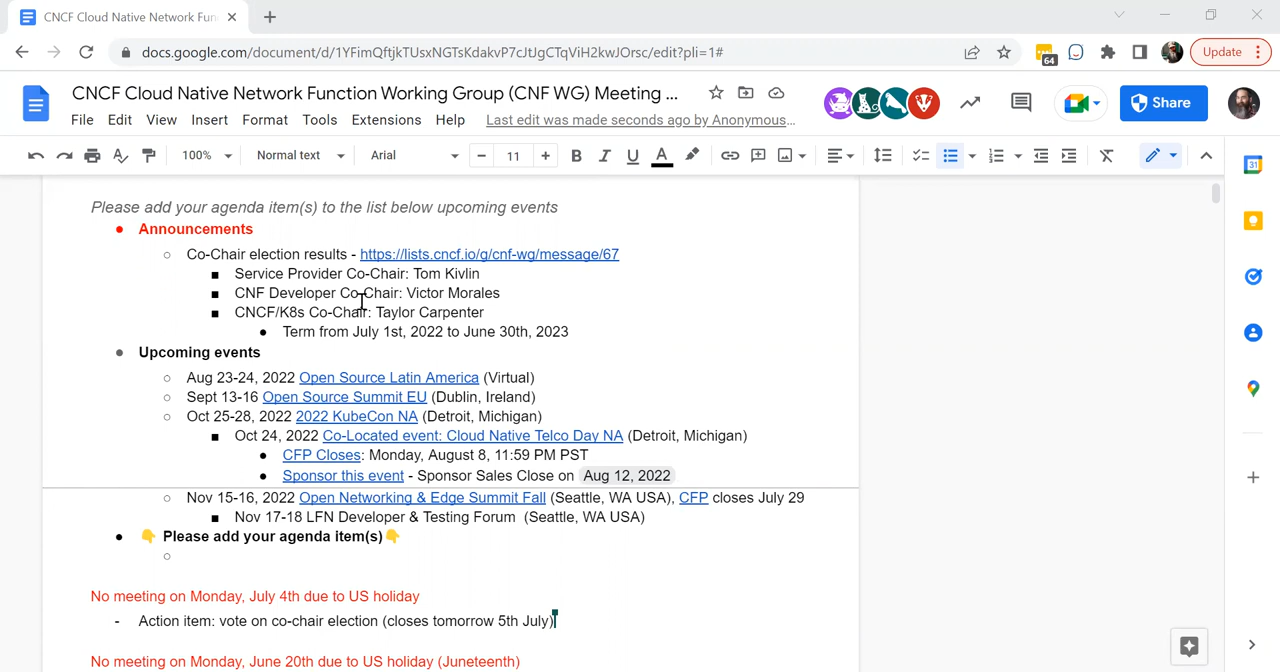 CNCF Cloud Native Network Fun
docs.google.com/document/d/1YFimQftjkTUsxNGTsKdakvP7cJtJgCTqViH2kwJOrsc/edit?pli=1#
64
Update
CNCF Cloud Native Network Function Working Group (CNF WG) Meeting ...
Share
File Edit View Insert Format Tools Extensions Help Last edit was made seconds ago by Anonymous...
100% Normal text Arial 11 B I U A
31
Please add your agenda item(s) to the list below upcoming events
Announcements
Co-Chair election results - https://lists.cncf.io/g/cnf-wg/message/67
Service Provider Co-Chair: Tom Kivlin
CNF Developer Co-Chair: Victor Morales
CNCF/K8s Co-Chair: Taylor Carpenter
Term from July 1st, 2022 to June 30th, 2023
Upcoming events
Aug 23-24, 2022 Open Source Latin America (Virtual)
Sept 13-16 Open Source Summit EU (Dublin, Ireland)
Oct 25-28, 2022 2022 KubeCon NA (Detroit, Michigan)
Oct 24, 2022 Co-Located event: Cloud Native Telco Day NA (Detroit, Michigan)
CFP Closes: Monday, August 8, 11:59 PM PST
Sponsor this event - Sponsor Sales Close on Aug 12, 2022
Nov 15-16, 2022 Open Networking & Edge Summit Fall (Seattle, WA USA), CFP closes July 29
Nov 17-18 LFN Developer & Testing Forum (Seattle, WA USA)
👇 Please add your agenda item(s)👇
No meeting on Monday, July 4th due to US holiday
- Action item: vote on co-chair election (closes tomorrow 5th July)
No meeting on Monday, June 20th due to US holiday (Juneteenth)